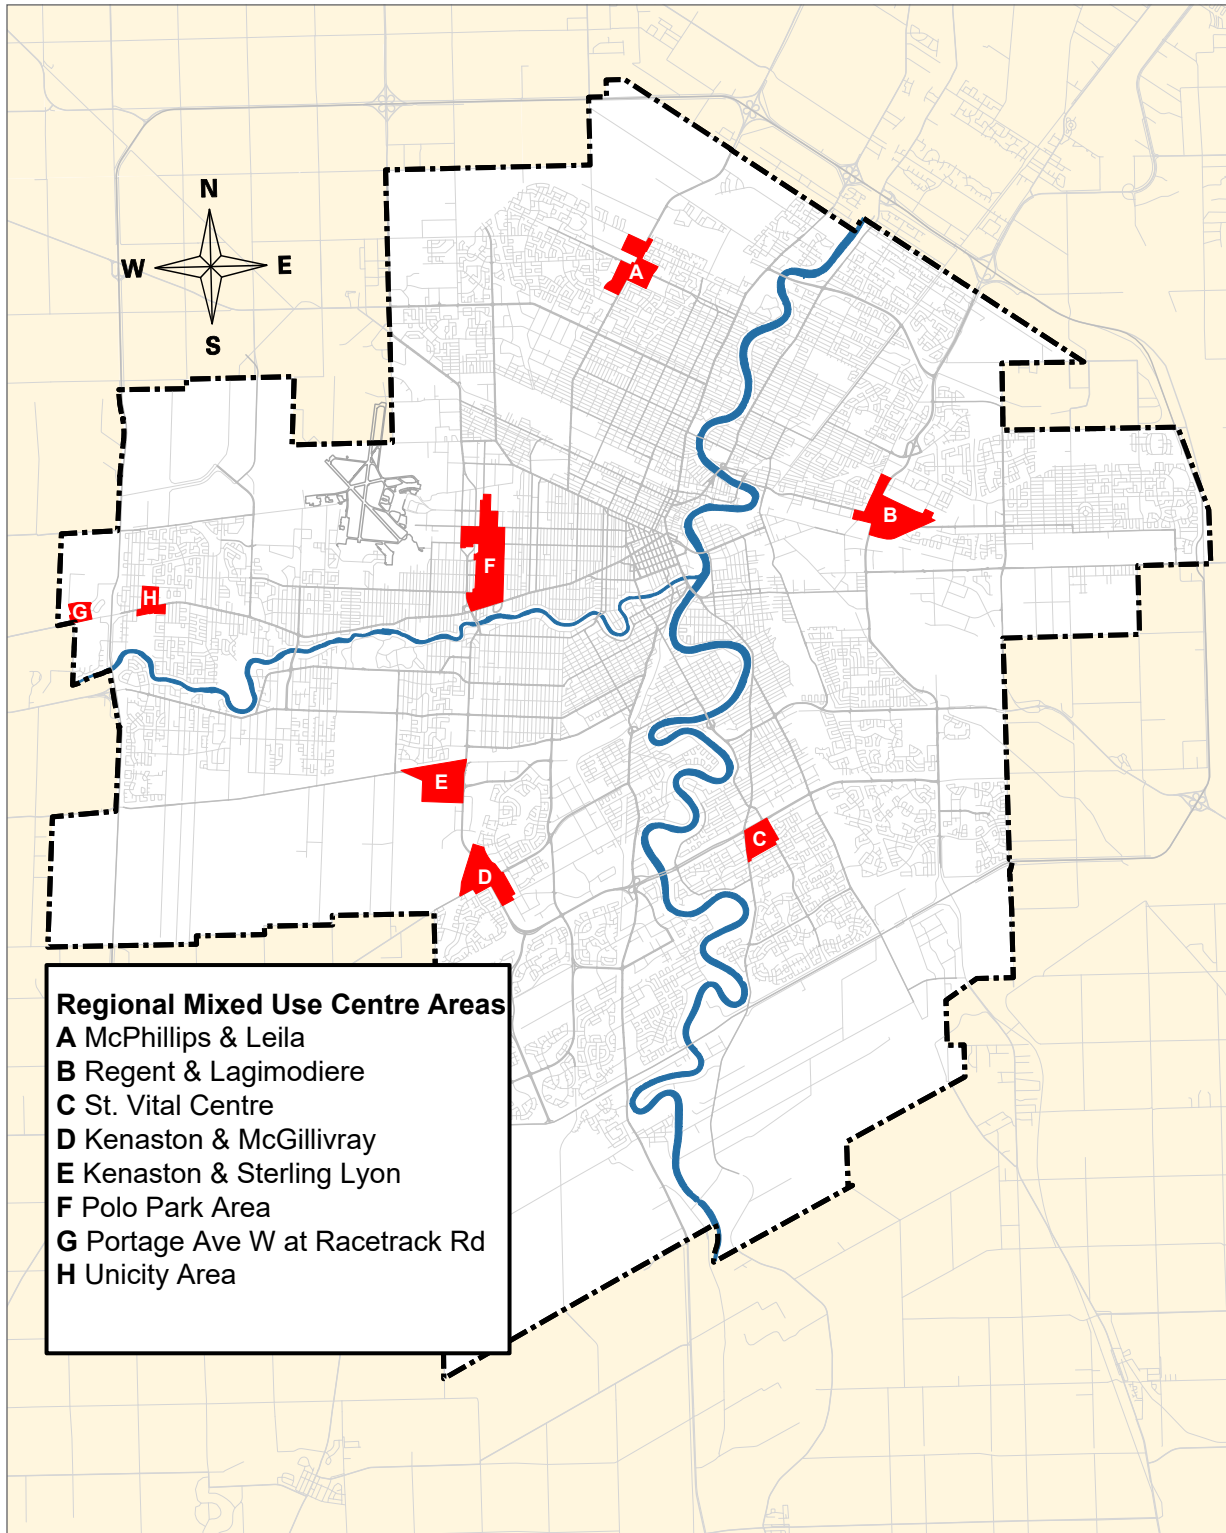 N
W E
S
A
B
F
H
G
E
C
D
Regional Mixed Use Centre Areas
A McPhillips & Leila
B Regent & Lagimodiere
C St. Vital Centre
D Kenaston & McGillivray
E Kenaston & Sterling Lyon
F Polo Park Area
G Portage Ave W at Racetrack Rd
H Unicity Area